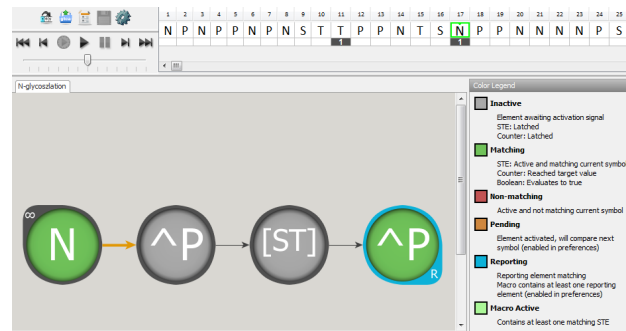 1 2 3 4 5 6 7 8 9 10 11 12 13 14 15 16 17 18 19 20 21 22 23 24 25
N P N P P N P N S T T P P N T S N P P N N N N P S
1 1
N-glycoszlation
Color Legend
Inactive
Element awaiting activation signal
STE: Latched
Counter: Latched
Matching
STE: Active and matching current symbo
Counter: Reached target value
Boolean: Evaluates to true
Non-matching
Active and not matching current symbol
Pending
Element activated, will compare next
symbol (enabled in preferences)
Reporting
Reporting element matching
Macro contains at least one reporting
element (enabled in preferences)
Macro Active
Contains at least one matching STE
∞
N ^P [ST] ^P
R